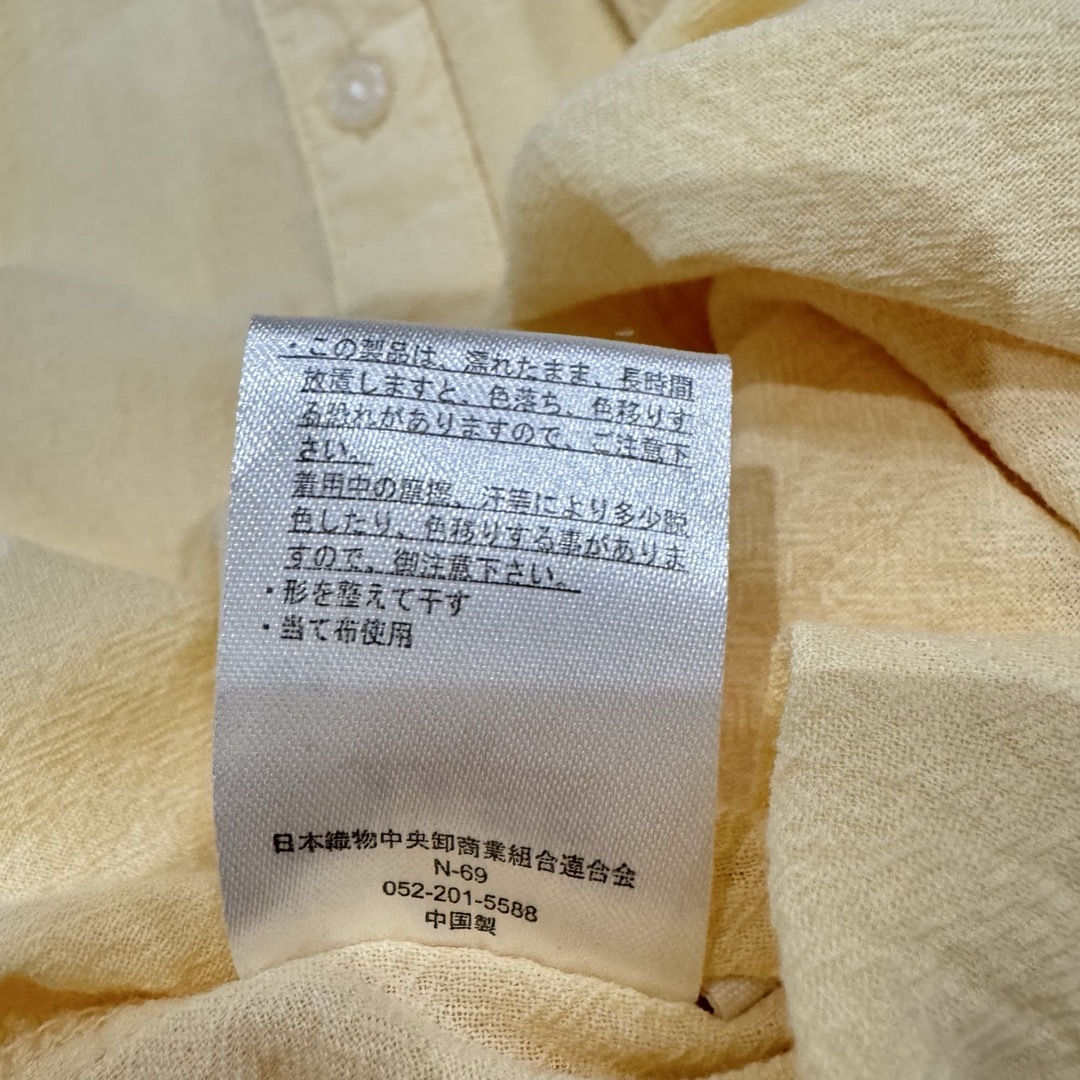 ・この製品は、濡れたまま、長時間
放置しますと、色落ち、色移りす
る恐れがありますので、ご注意下
さい。
着用中の摩擦、汗等により多少脱
色したり、色移りする事がありま
すので、御注意下さい。
・形を整えて干す
・当て布使用
日本織物中央卸商業組合連合会
N-69
052-201-5588
中国製